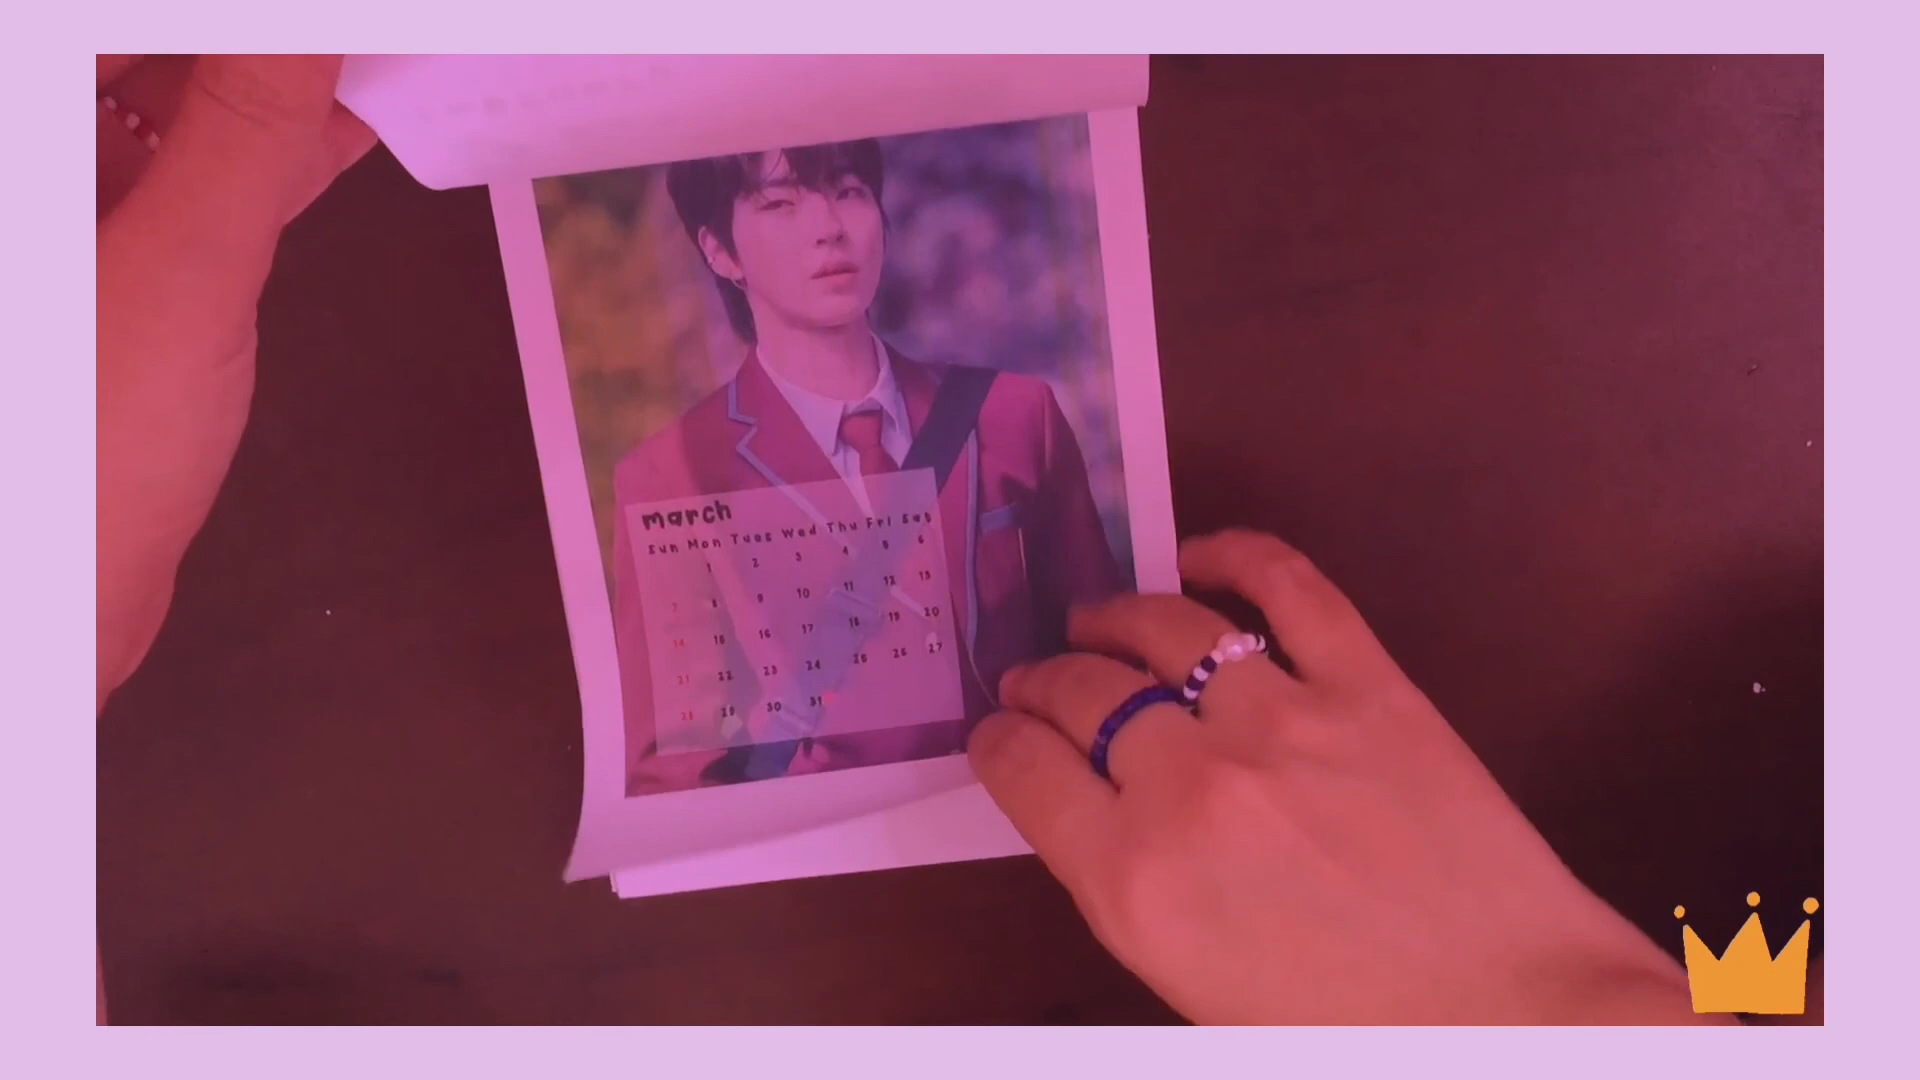 march
Sun Mon Tues Wed Thu Fri Sat
1 2 3 4 5 6
7 8 9 10 11 12 13
14 15 16 17 18 19 20
21 22 23 24 25 26 27
28 29 30 31